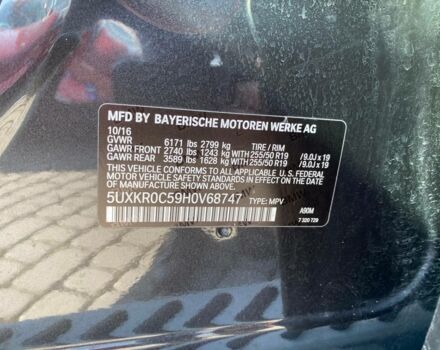 MFD BY BAYERISCHE MOTOREN WERKE AG
10/16
GVWR 6171 lbs 2799 kg TIRE / RIM
GAWR FRONT 2740 lbs 1243 kg WITH 255/50 R19 /9.0J x 19
GAWR REAR 3589 lbs 1628 kg WITH 255/50 R19 /9.0J x 19
THIS VEHICLE CONFORMS TO ALL APPLICABLE U. S. FEDERAL
MOTOR VEHICLE SAFETY STANDARDS IN EFFECT ON THE
DATE OF MANUFACTURE SHOWN ABOVE.
5UXKR0C59H0V68747 TYPE: MPV A90M
7 320 729